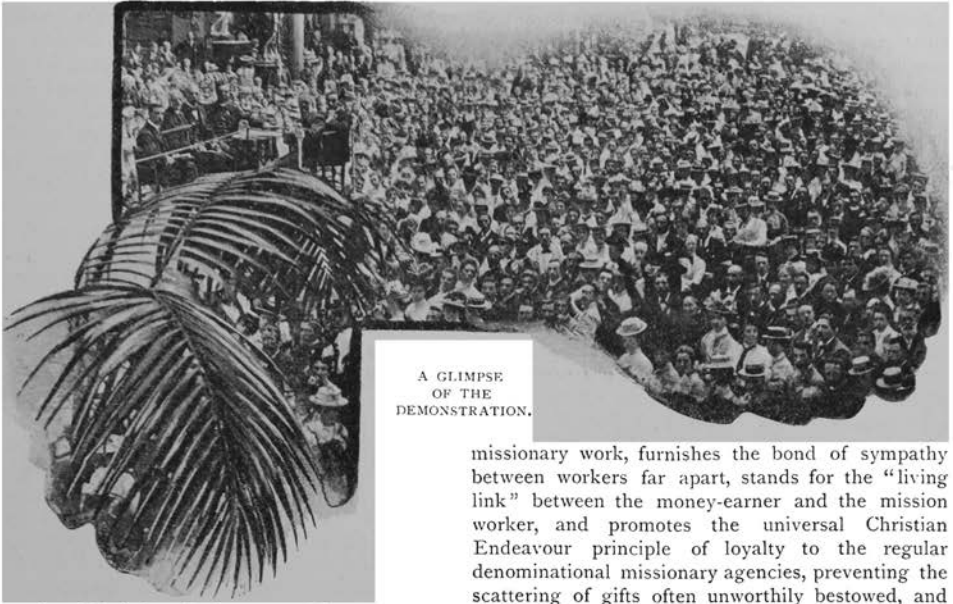 A GLIMPSE
OF THE
DEMONSTRATION.
missionary work, furnishes the bond of sympathy
between workers far apart, stands for the “living
link” between the money-earner and the mission
worker, and promotes the universal Christian
Endeavour principle of loyalty to the regular
denominational missionary agencies, preventing the
scattering of gifts often unworthily bestowed, and